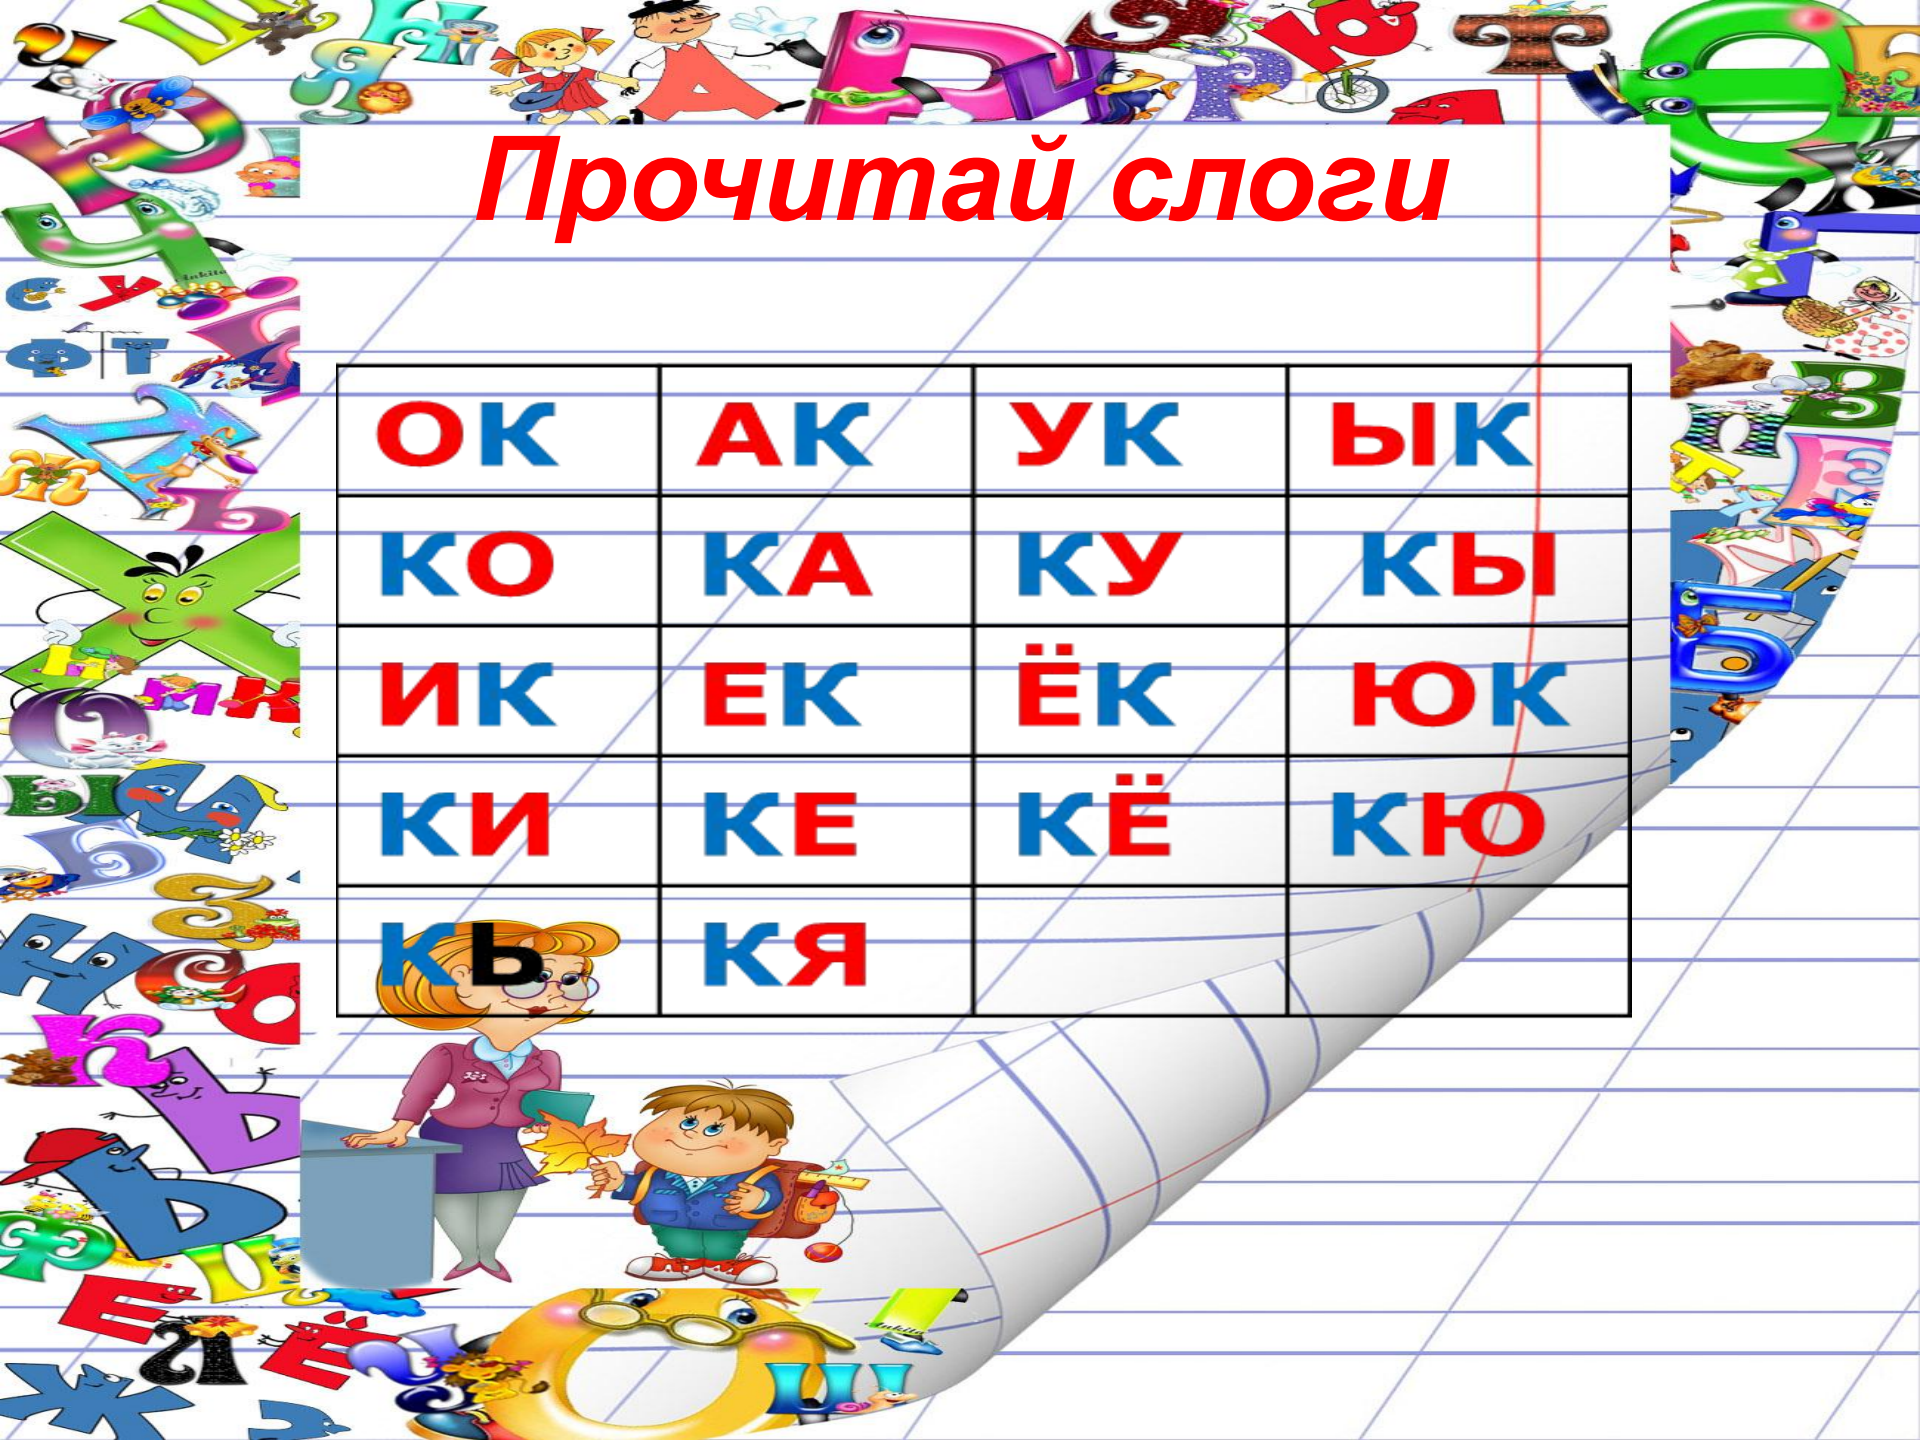 Прочитай слоги
ОК АК УК ЫК
КО КА КУ КЫ
ИК ЕК ЁК ЮК
КИ КЕ КЁ КЮ
КЬ КЯ